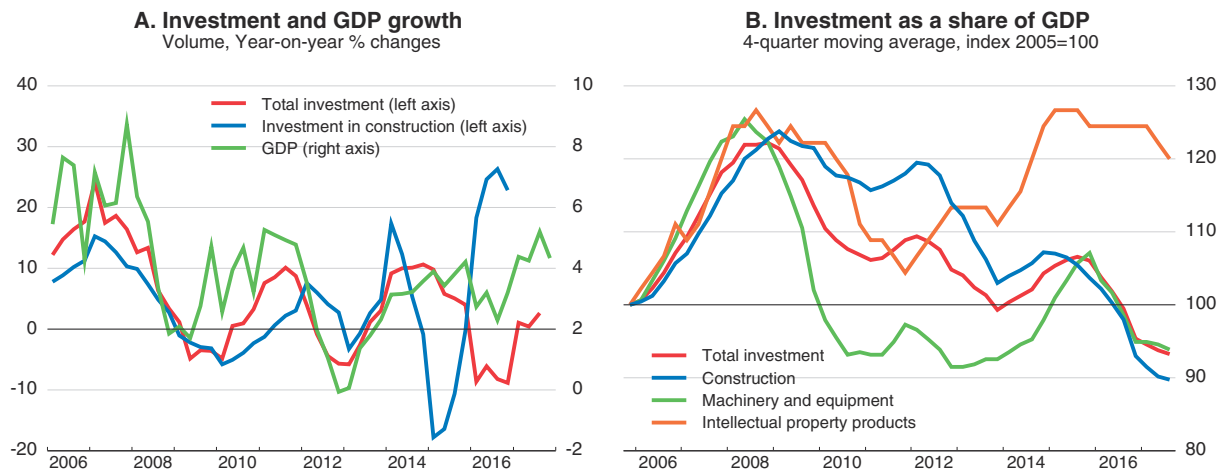 A. Investment and GDP growth
Volume, Year-on-year % changes
40
30
20
10
0
-10
-20
10
8
6
4
2
0
-2
Total investment (left axis)
Investment in construction (left axis)
GDP (right axis)
2006 2008 2010 2012 2014 2016
B. Investment as a share of GDP
4-quarter moving average, index 2005=100
130
120
110
100
90
80
Total investment
Construction
Machinery and equipment
Intellectual property products
2006 2008 2010 2012 2014 2016